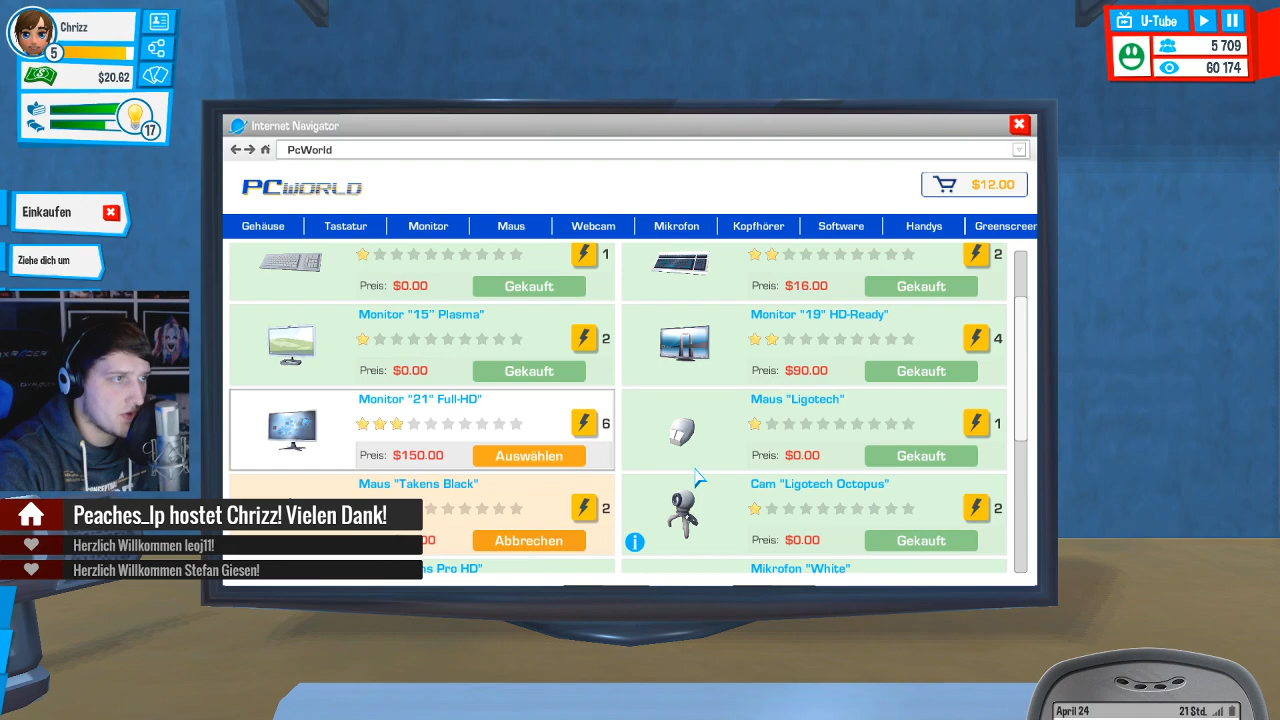 Chrizz
5
$20.62
17
U-Tube
5 709
60 174
Internet Navigator
PcWorld
PCWORLD
$12.00
Gehäuse
Tastatur
Monitor
Maus
Webcam
Mikrofon
Kopfhörer
Software
Handys
Greenscreen
Einkaufen
Ziehe dich um
1
Preis: $0.00
Gekauft
2
Preis: $16.00
Gekauft
Monitor "15" Plasma"
2
Preis: $0.00
Gekauft
Monitor "19" HD-Ready"
4
Preis: $90.00
Gekauft
Monitor "21" Full-HD"
6
Preis: $150.00
Auswählen
Maus "Ligotech"
1
Preis: $0.00
Gekauft
Maus "Takens Black"
2
Abbrechen
Cam "Ligotech Octopus"
2
Preis: $0.00
Gekauft
Pro HD"
Mikrofon "White"
Peaches_lp hostet Chrizz! Vielen Dank!
Herzlich Willkommen leoj11!
Herzlich Willkommen Stefan Giesen!
April 24
21 Std.